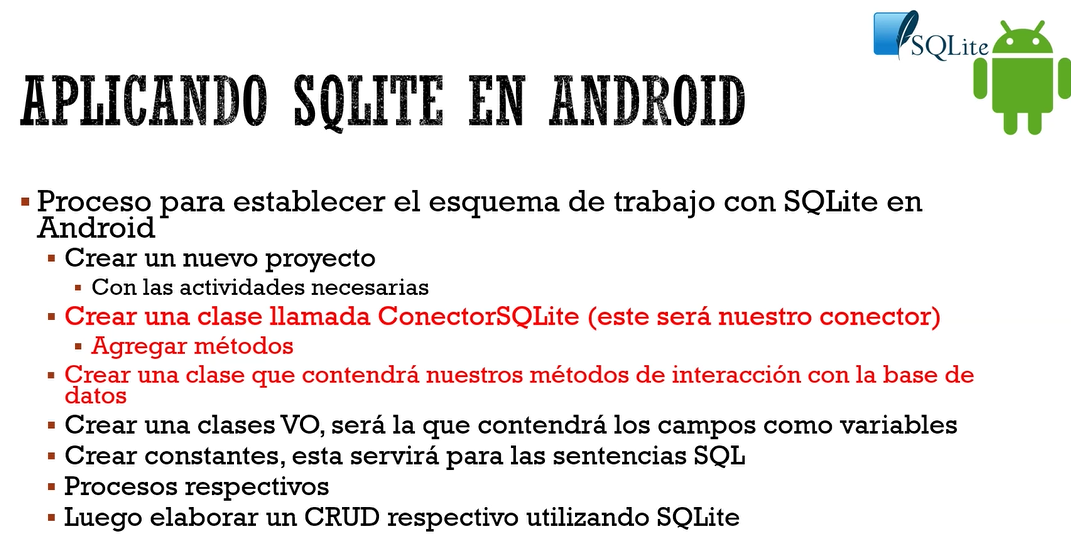 SQLite
APLICANDO SQLITE EN ANDROID
Proceso para establecer el esquema de trabajo con SQLite en
Android
Crear un nuevo proyecto
Con las actividades necesarias
Crear una clase llamada ConectorSQLite (este será nuestro conector)
Agregar métodos
Crear una clase que contendrá nuestros métodos de interacción con la base de
datos
Crear una clases VO, será la que contendrá los campos como variables
Crear constantes, esta servirá para las sentencias SQL
Procesos respectivos
Luego elaborar un CRUD respectivo utilizando SQLite